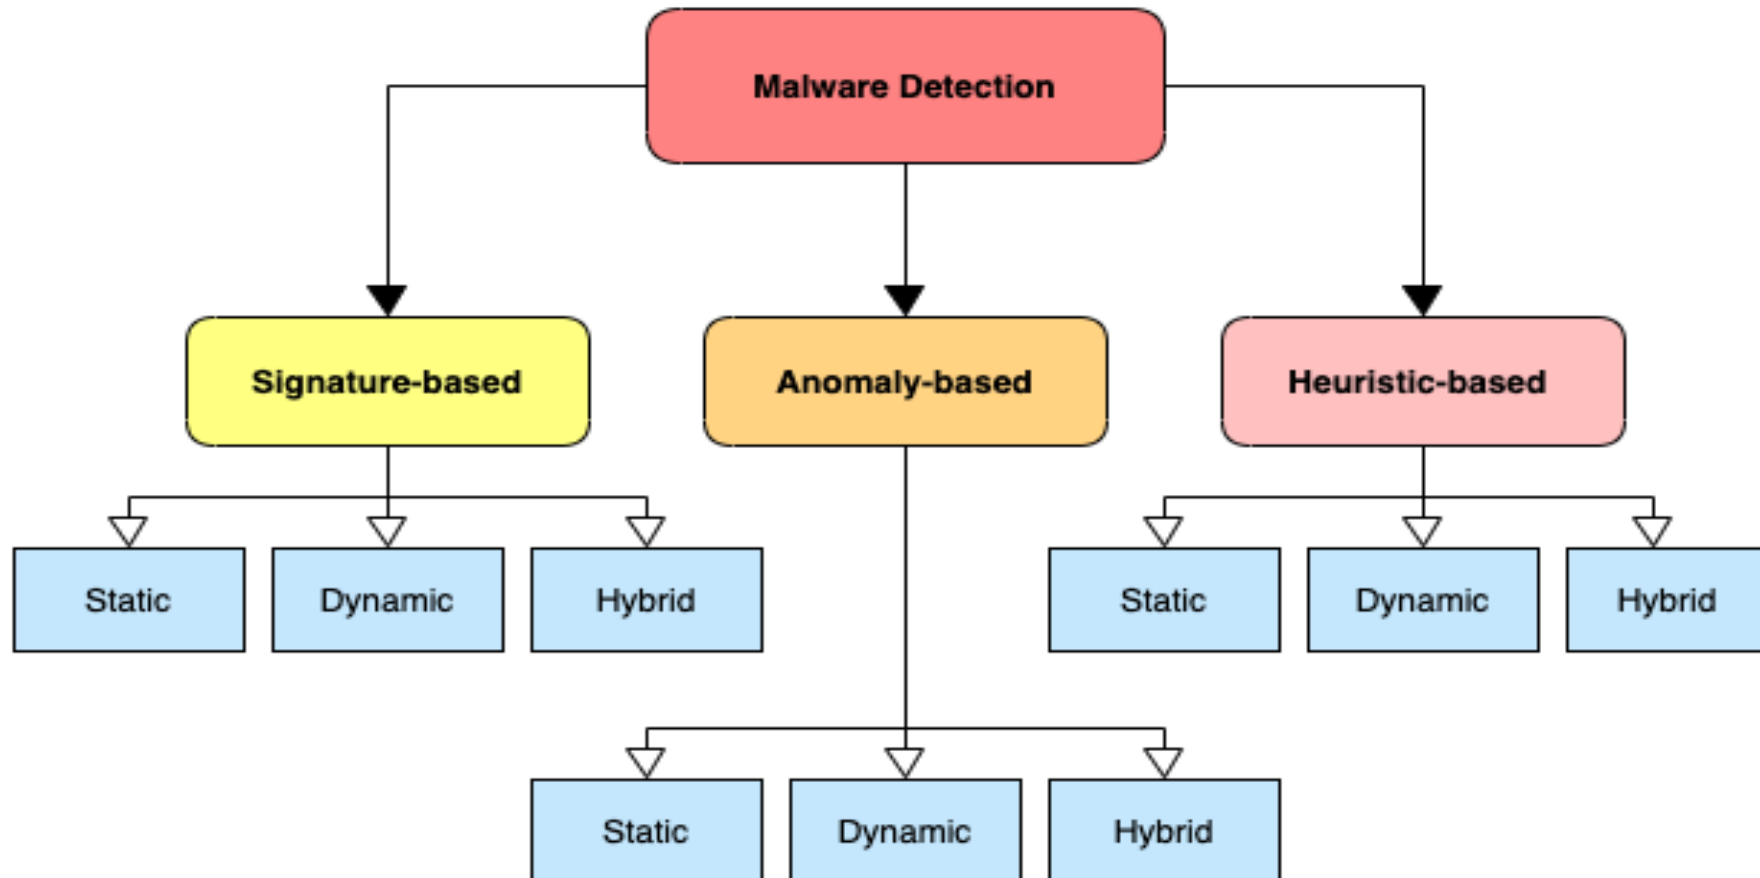 Malware Detection
Signature-based
Anomaly-based
Heuristic-based
Static
Dynamic
Hybrid
Static
Dynamic
Hybrid
Static
Dynamic
Hybrid